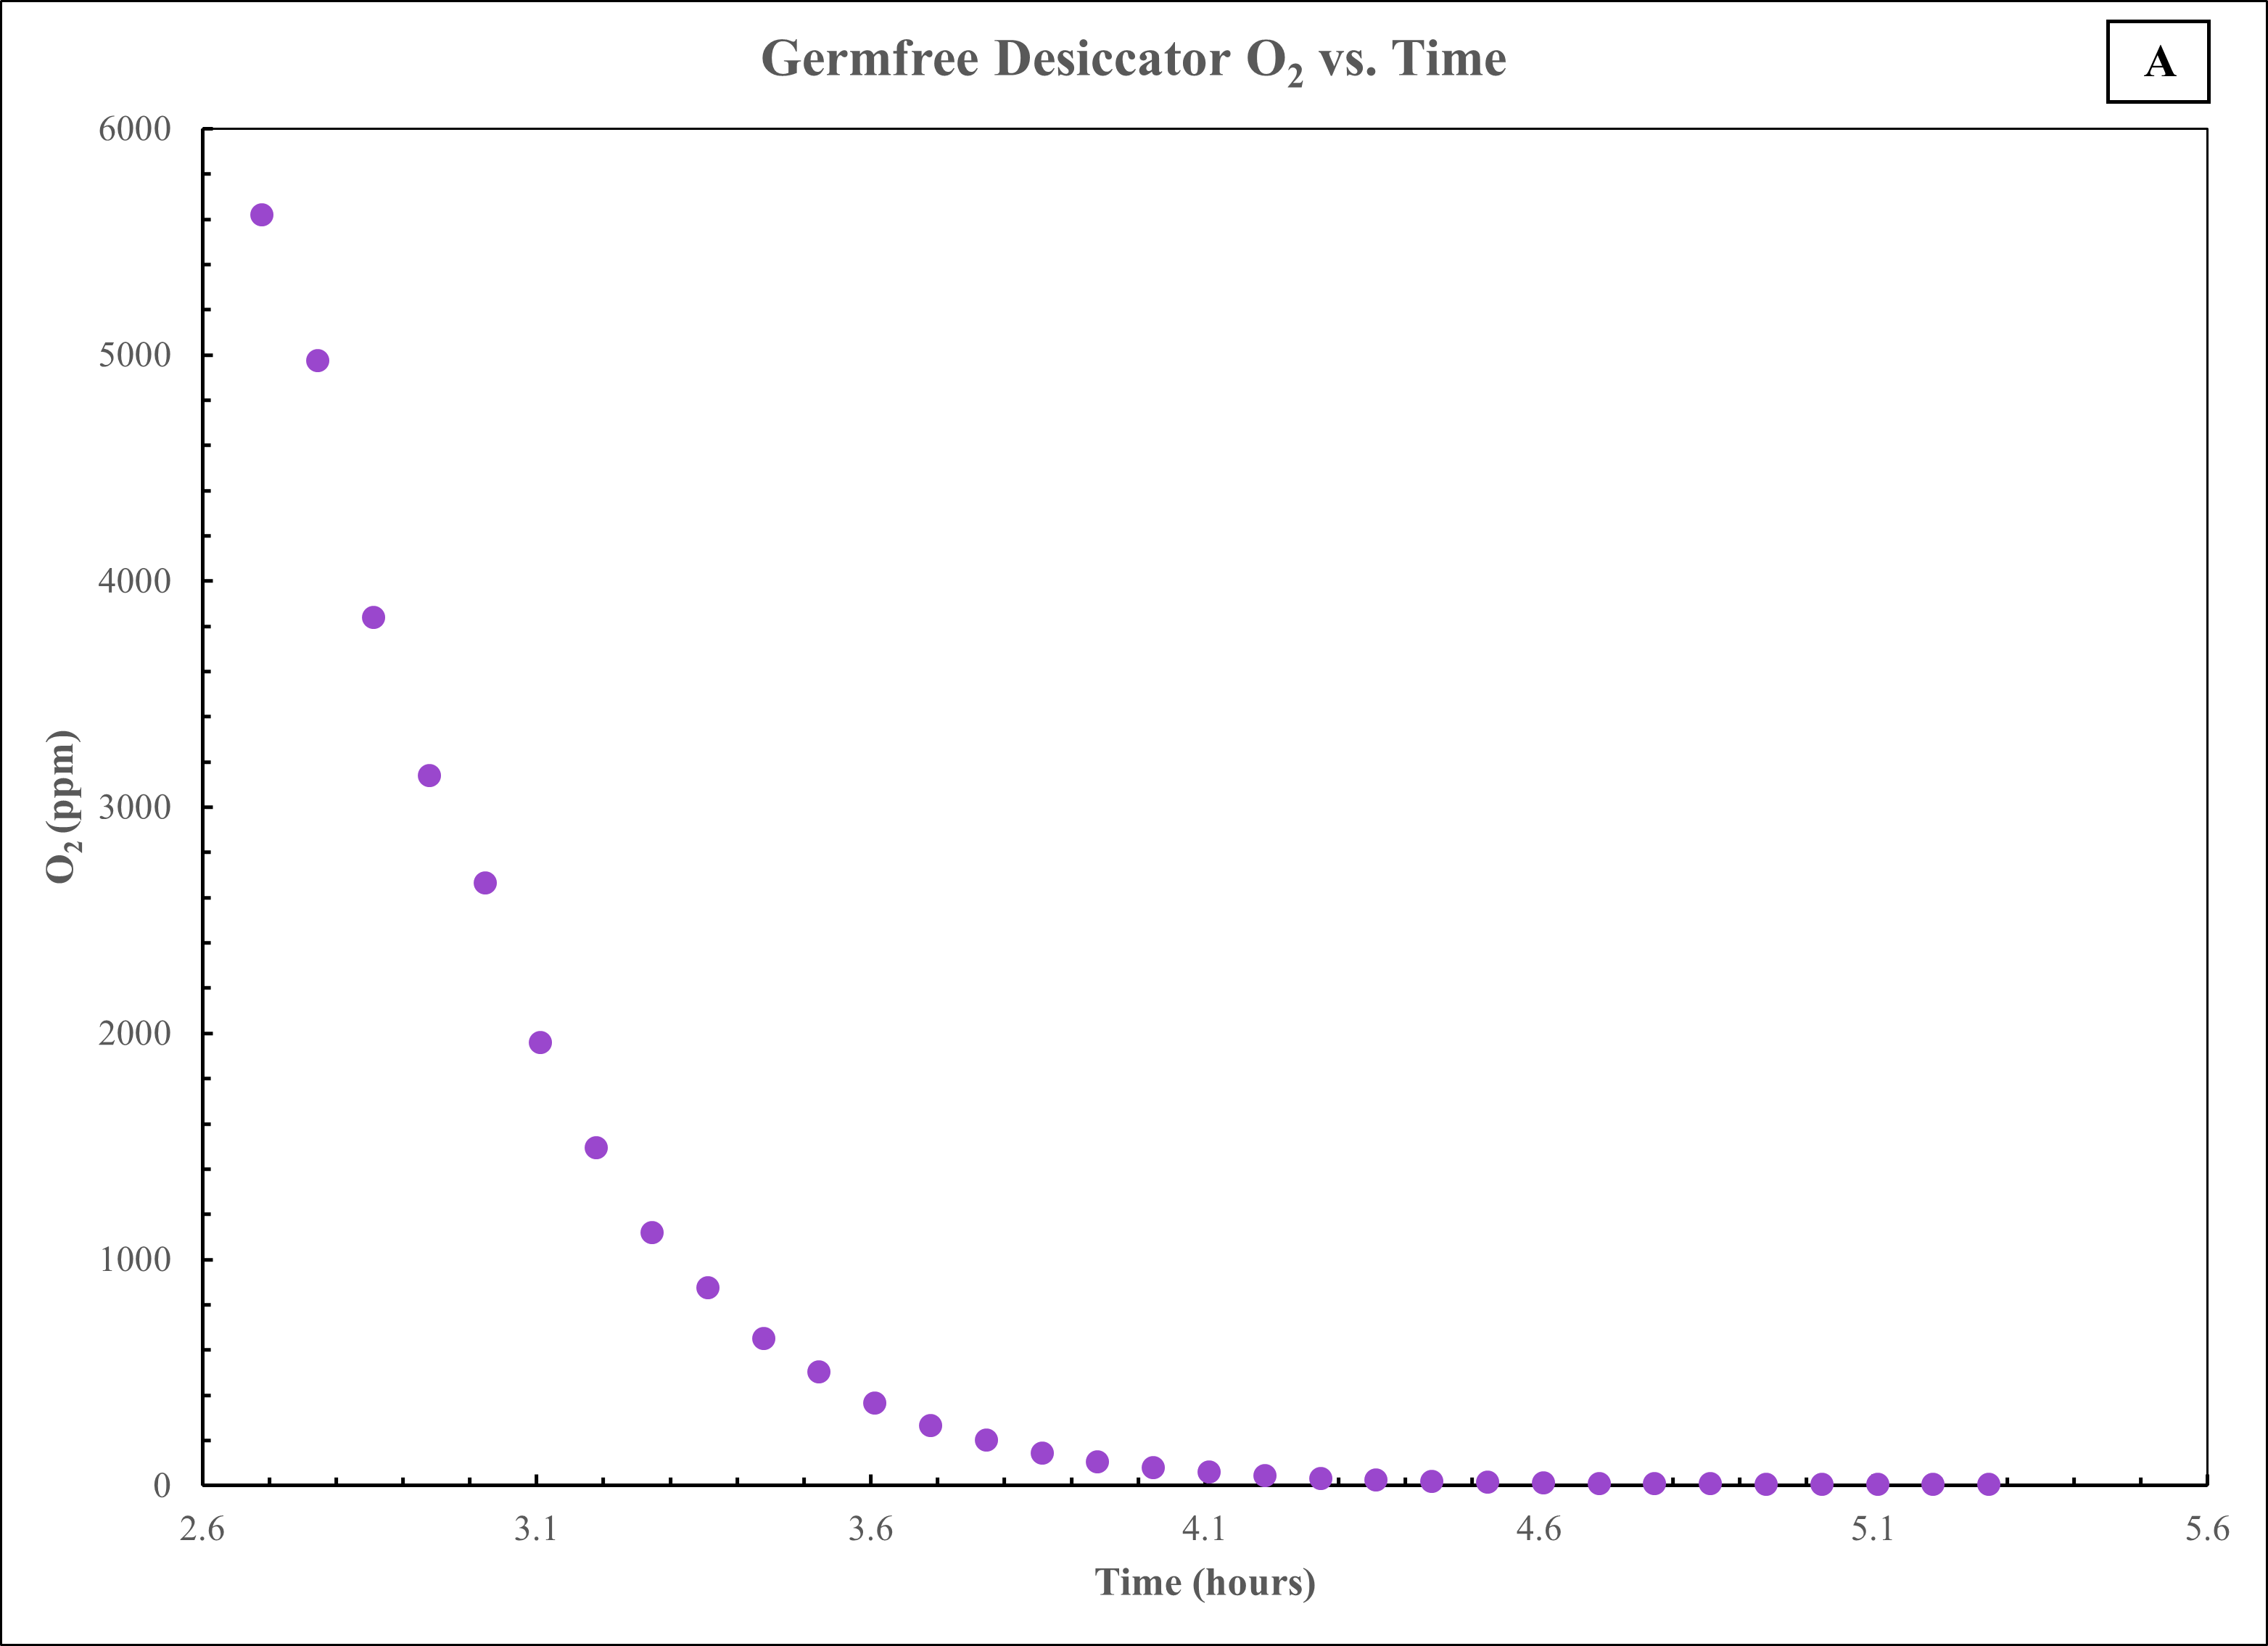 Germfree Desiccator O₂ vs. Time
A
6000
5000
4000
3000
2000
1000
0
O₂ (ppm)
2.6 3.1 3.6 4.1 4.6 5.1 5.6
Time (hours)